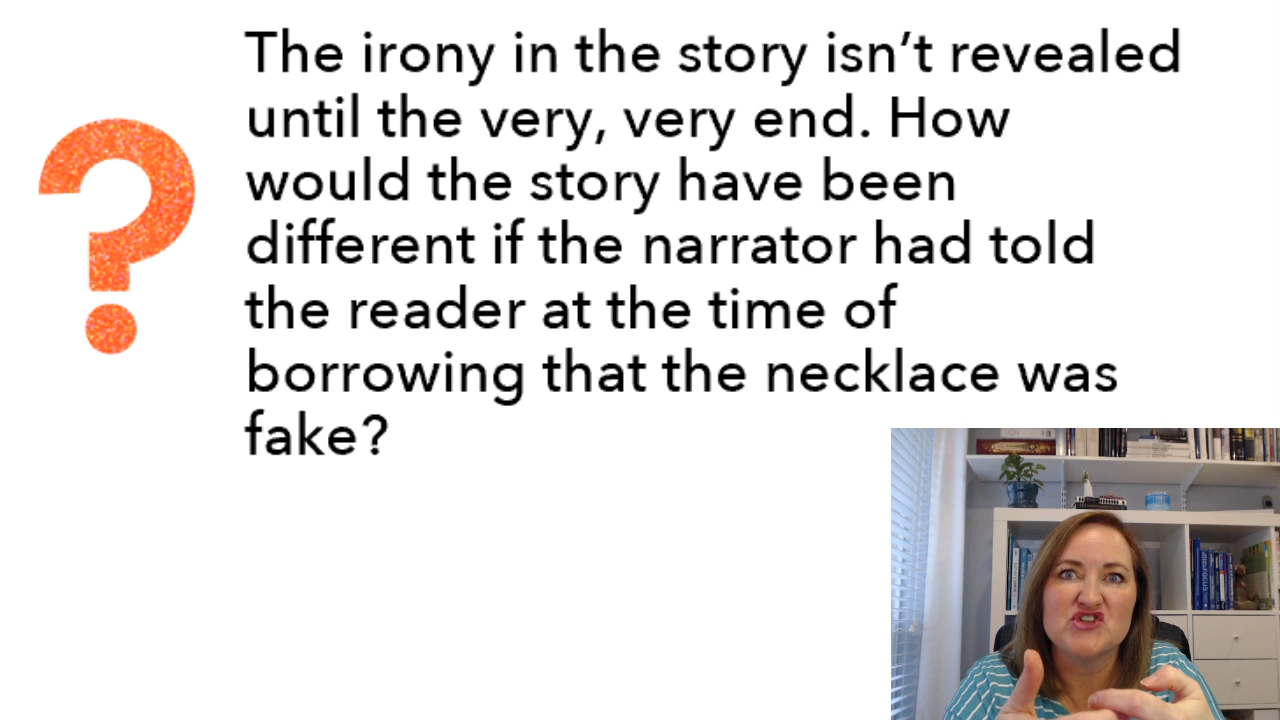 The irony in the story isn’t revealed
until the very, very end. How
would the story have been
different if the narrator had told
the reader at the time of
borrowing that the necklace was
fake?